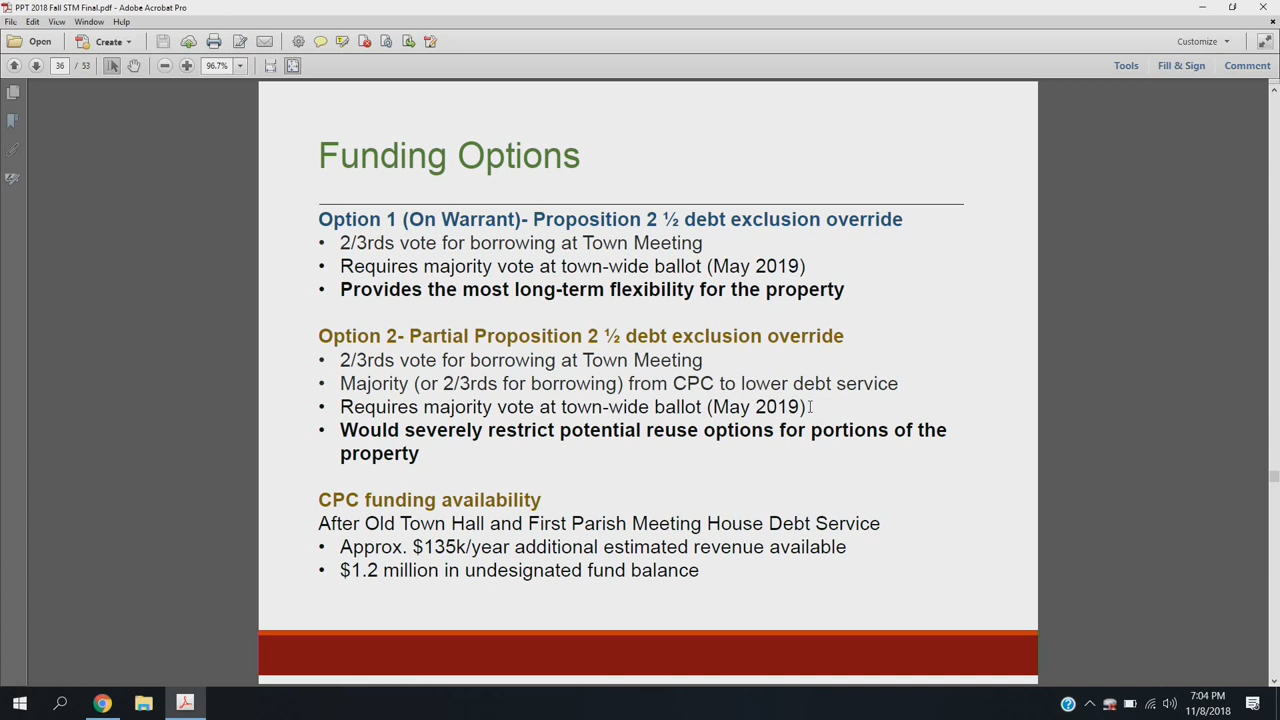 PPT 2018 Fall STM Final.pdf - Adobe Acrobat Pro
File Edit View Window Help
Open Create Customize
36 / 53 96.7% Tools Fill & Sign Comment
Funding Options
Option 1 (On Warrant)- Proposition 2 ½ debt exclusion override
• 2/3rds vote for borrowing at Town Meeting
• Requires majority vote at town-wide ballot (May 2019)
• Provides the most long-term flexibility for the property
Option 2- Partial Proposition 2 ½ debt exclusion override
• 2/3rds vote for borrowing at Town Meeting
• Majority (or 2/3rds for borrowing) from CPC to lower debt service
• Requires majority vote at town-wide ballot (May 2019)
• Would severely restrict potential reuse options for portions of the
property
CPC funding availability
After Old Town Hall and First Parish Meeting House Debt Service
• Approx. $135k/year additional estimated revenue available
• $1.2 million in undesignated fund balance
7:04 PM
11/8/2018